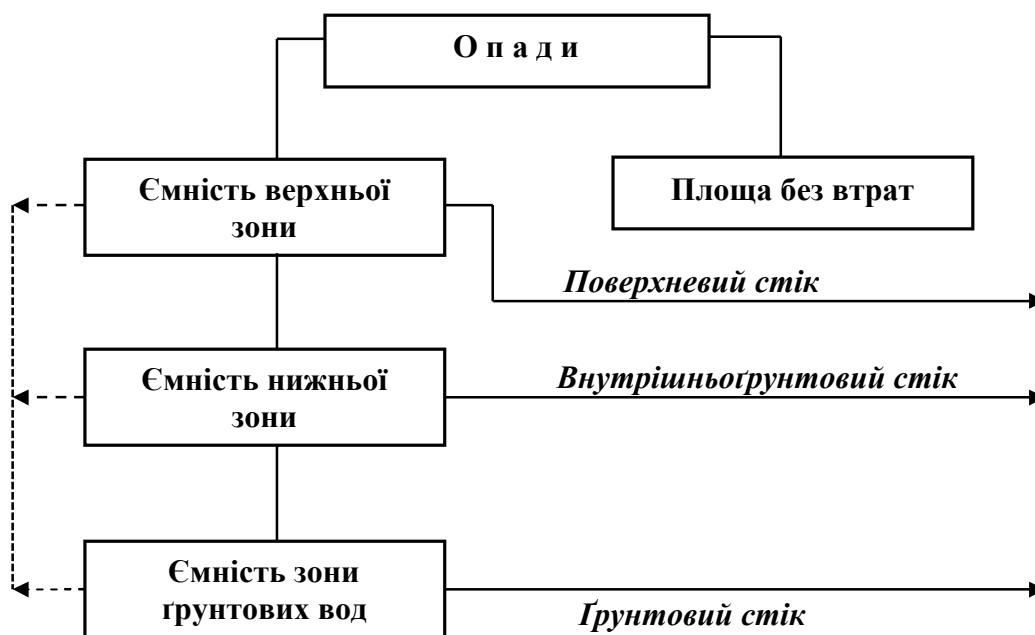 О п а д и
Ємність верхньої
зони
Площа без втрат
Поверхневий стік
Ємність нижньої
зони
Внутрішньоґрунтовий стік
Ємність зони
ґрунтових вод
Ґрунтовий стік